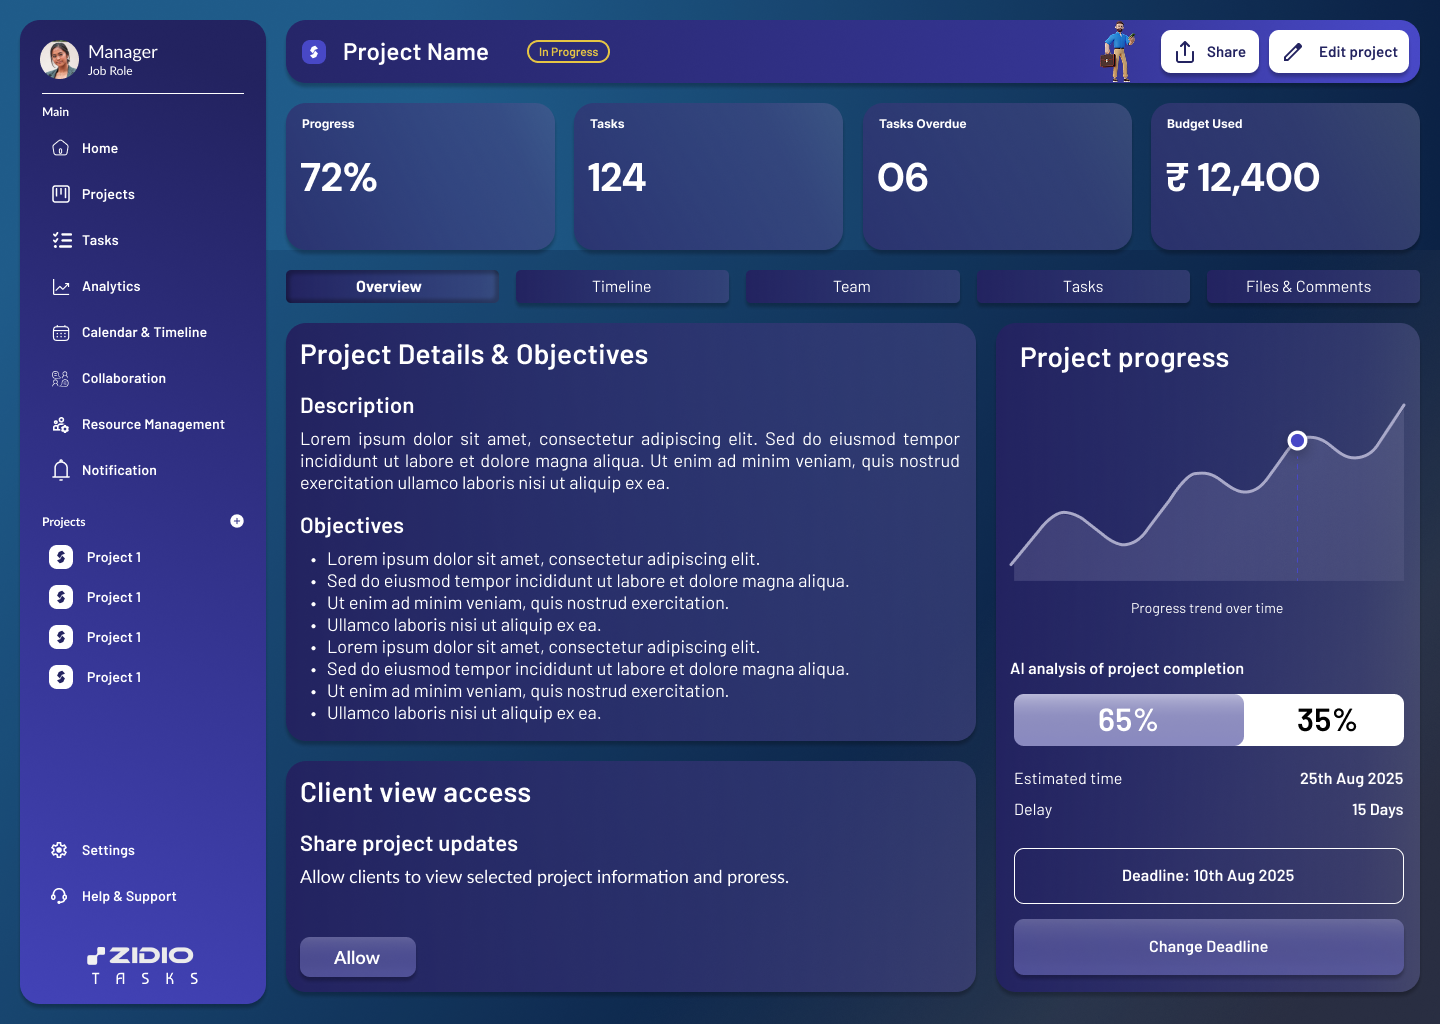 Manager
Job Role
Main
Home
Projects
Tasks
Analytics
Calendar & Timeline
Collaboration
Resource Management
Notification
Projects
Project 1
Project 1
Project 1
Project 1
Settings
Help & Support
ZIDIO
TASKS
Project Name
In Progress
Share
Edit project
Progress
72%
Tasks
124
Tasks Overdue
06
Budget Used
₹ 12,400
Overview
Timeline
Team
Tasks
Files & Comments
Project Details & Objectives
Description
Lorem ipsum dolor sit amet, consectetur adipiscing elit. Sed do eiusmod tempor
incididunt ut labore et dolore magna aliqua. Ut enim ad minim veniam, quis nostrud
exercitation ullamco laboris nisi ut aliquip ex ea.
Objectives
• Lorem ipsum dolor sit amet, consectetur adipiscing elit.
• Sed do eiusmod tempor incididunt ut labore et dolore magna aliqua.
• Ut enim ad minim veniam, quis nostrud exercitation.
• Ullamco laboris nisi ut aliquip ex ea.
• Lorem ipsum dolor sit amet, consectetur adipiscing elit.
• Sed do eiusmod tempor incididunt ut labore et dolore magna aliqua.
• Ut enim ad minim veniam, quis nostrud exercitation.
• Ullamco laboris nisi ut aliquip ex ea.
Client view access
Share project updates
Allow clients to view selected project information and proress.
Allow
Project progress
Progress trend over time
AI analysis of project completion
65%
35%
Estimated time
25th Aug 2025
Delay
15 Days
Deadline: 10th Aug 2025
Change Deadline